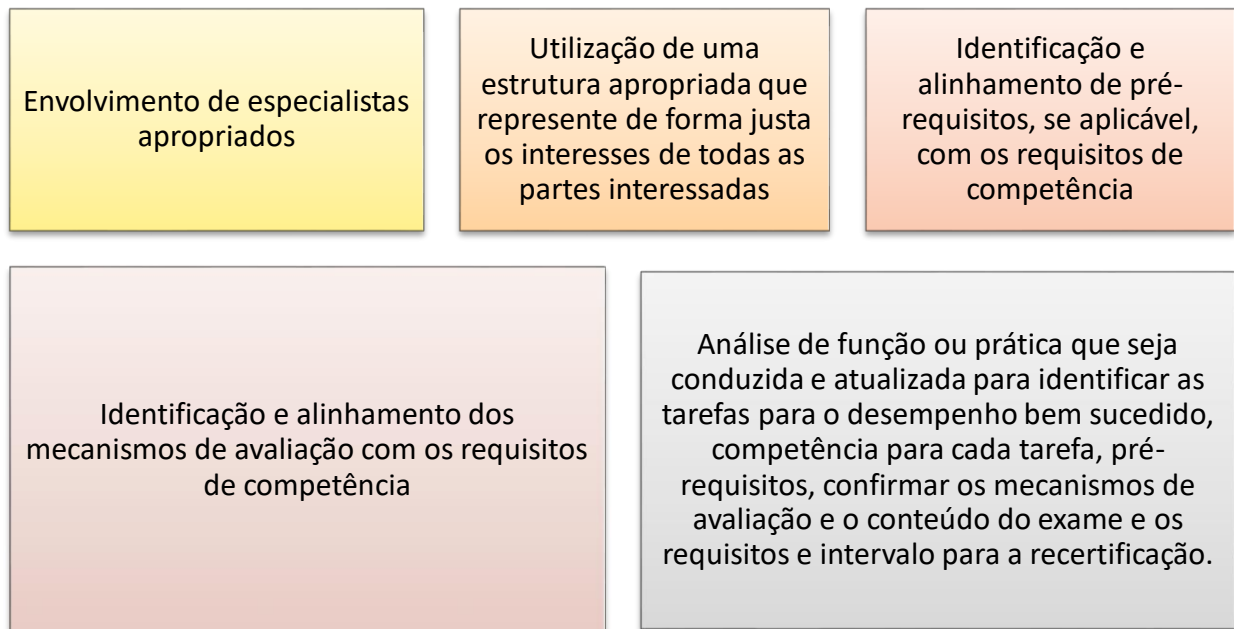 Envolvimento de especialistas
apropriados
Utilização de uma
estrutura apropriada que
represente de forma justa
os interesses de todas as
partes interessadas
Identificação e
alinhamento de pré-
requisitos, se aplicável,
com os requisitos de
competência
Identificação e alinhamento dos
mecanismos de avaliação com os requisitos
de competência
Análise de função ou prática que seja
conduzida e atualizada para identificar as
tarefas para o desempenho bem sucedido,
competência para cada tarefa, pré-
requisitos, confirmar os mecanismos de
avaliação e o conteúdo do exame e os
requisitos e intervalo para a recertificação.